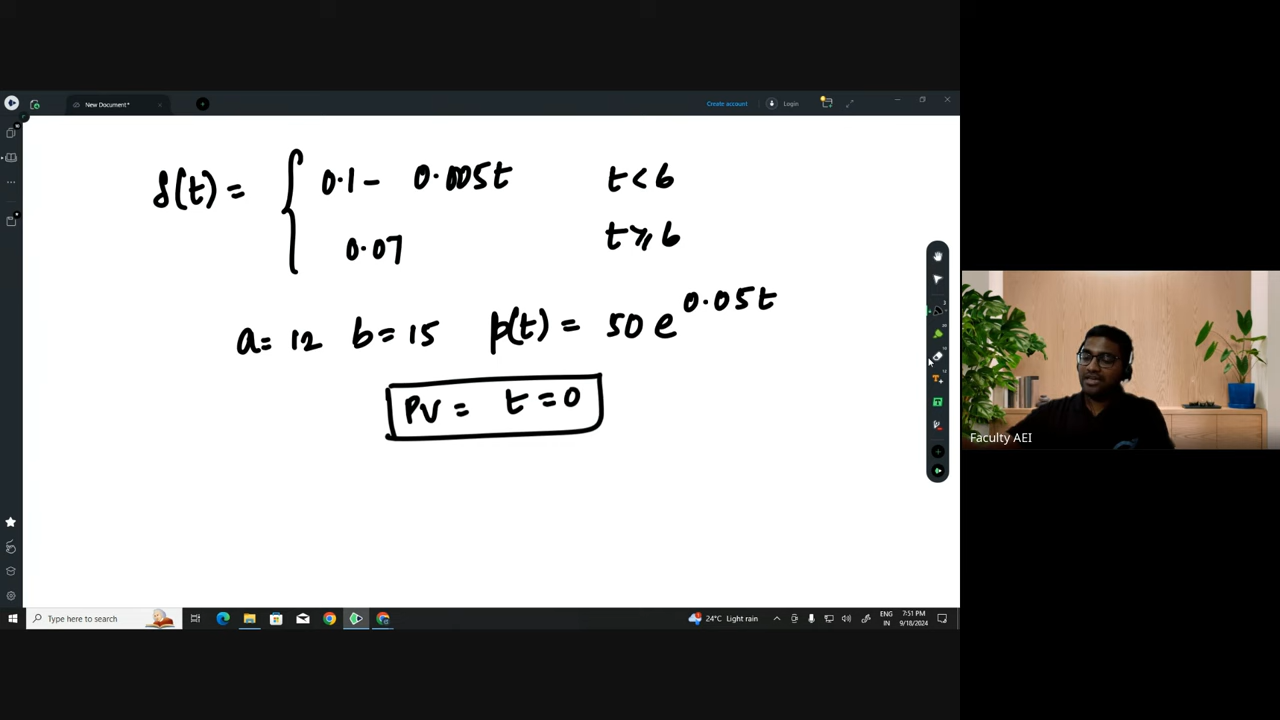 New Document*
Create account
Login
δ(t) = { 0.1 - 0.005t t < 6
0.07 t ≥ 6
a = 12 b = 15 p(t) = 50 e^0.05t
PV = t = 0
Faculty AEI
Type here to search
24°C Light rain
ENG
IN
7:51 PM
9/18/2024